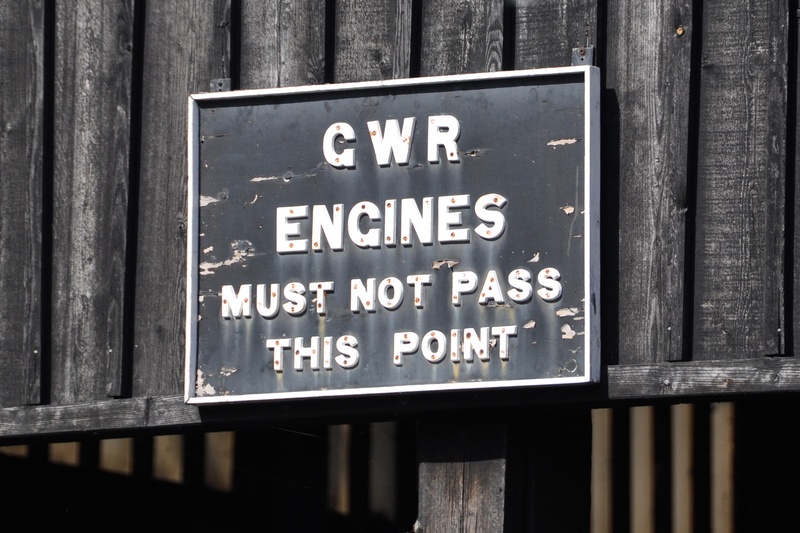 GWR
ENGINES
MUST NOT PASS
THIS POINT